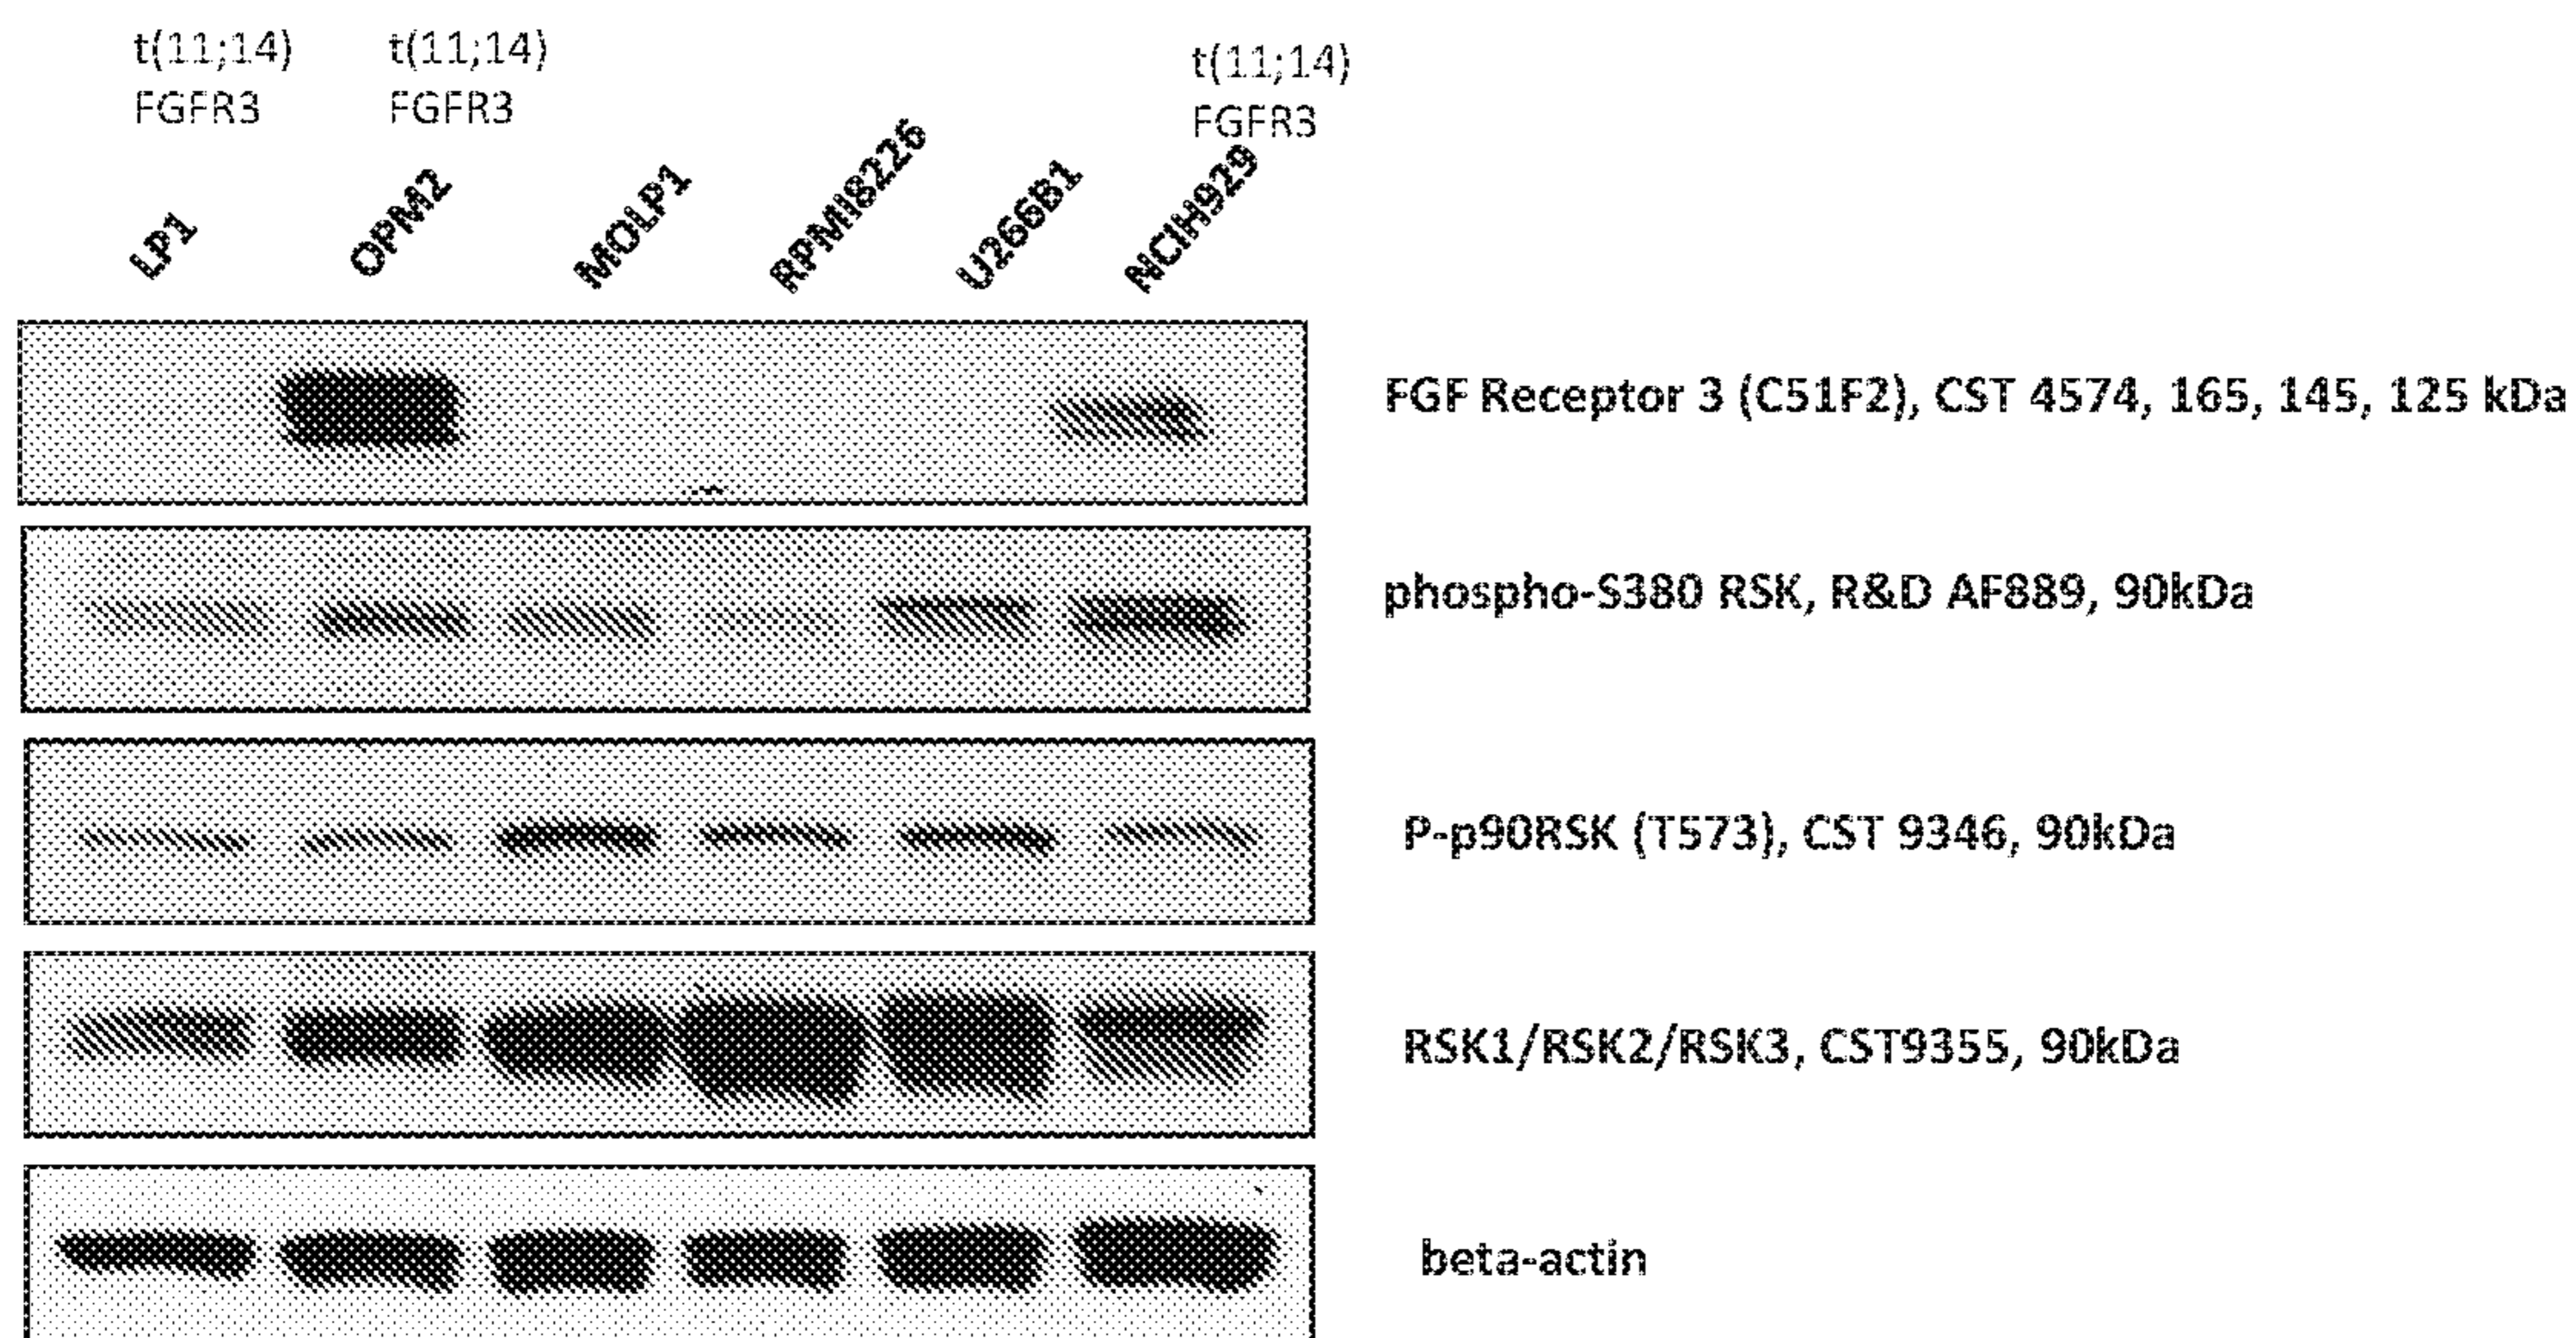 t(11;14)
FGFR3
t(11;14)
FGFR3
t(11;14)
FGFR3
LP1
OPM2
MOLP1
RPMI8226
U266B1
NCIH929
FGF Receptor 3 (C51F2), CST 4574, 165, 145, 125 kDa
phospho-S380 RSK, R&D AF889, 90kDa
P-p90RSK (T573), CST 9346, 90kDa
RSK1/RSK2/RSK3, CST9355, 90kDa
beta-actin